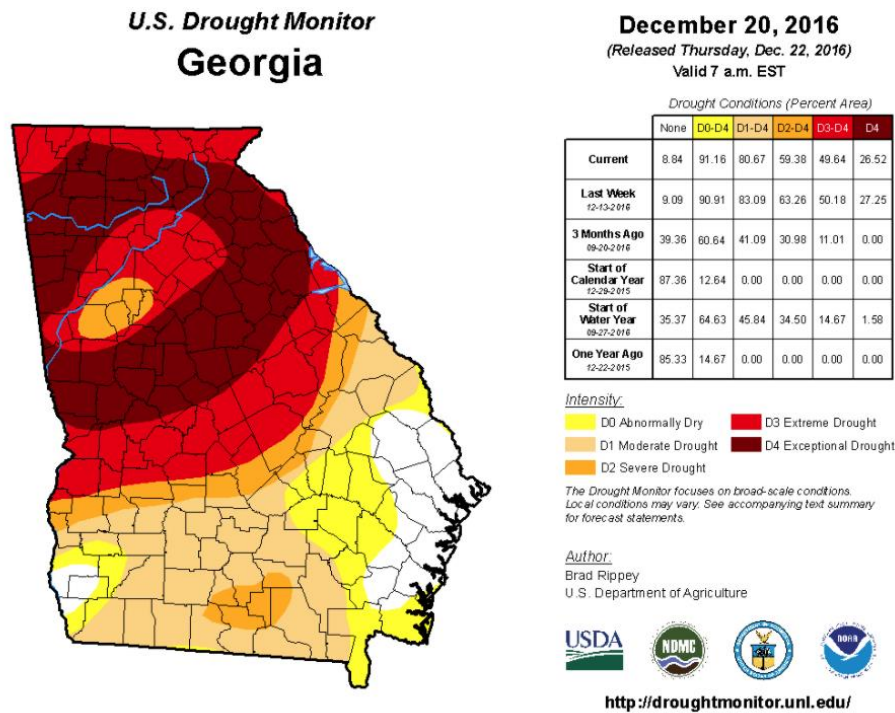 U.S. Drought Monitor
Georgia
December 20, 2016
(Released Thursday, Dec. 22, 2016)
Valid 7 a.m. EST
Drought Conditions (Percent Area)
None D0-D4 D1-D4 D2-D4 D3-D4 D4
Current 8.84 91.16 80.67 59.38 49.64 26.52
Last Week
12-13-2016
9.09 90.91 83.09 63.26 50.18 27.25
3 Months Ago
09-20-2016
39.36 60.64 41.09 30.98 11.01 0.00
Start of
Calendar Year
12-29-2015
87.36 12.64 0.00 0.00 0.00 0.00
Start of
Water Year
09-27-2016
35.37 64.63 45.84 34.50 14.67 1.58
One Year Ago
12-22-2015
85.33 14.67 0.00 0.00 0.00 0.00
Intensity:
D0 Abnormally Dry
D1 Moderate Drought
D2 Severe Drought
D3 Extreme Drought
D4 Exceptional Drought
The Drought Monitor focuses on broad-scale conditions.
Local conditions may vary. See accompanying text summary
for forecast statements.
Author:
Brad Rippey
U.S. Department of Agriculture
USDA
NDMC
NOAA
http://droughtmonitor.unl.edu/